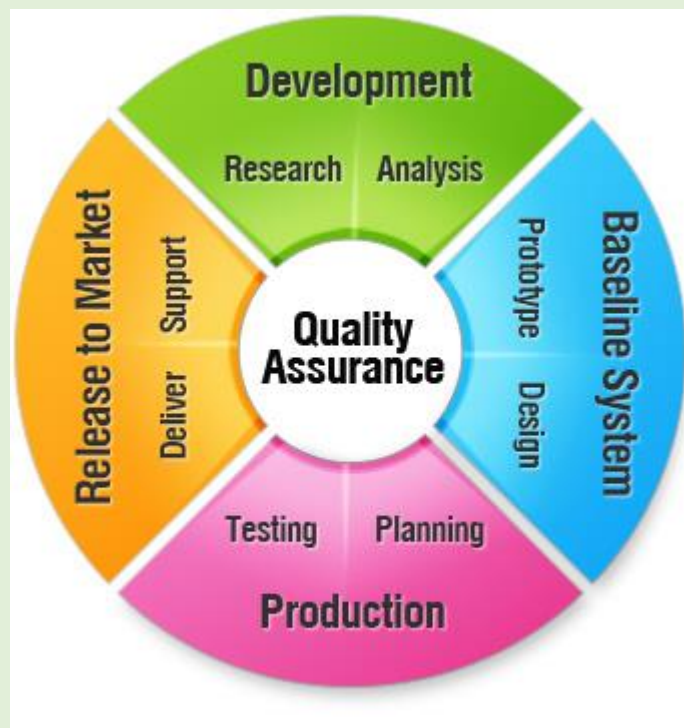 Development
Research
Analysis
Baseline System
Prototype
Design
Quality
Assurance
Testing
Planning
Production
Release to Market
Support
Deliver